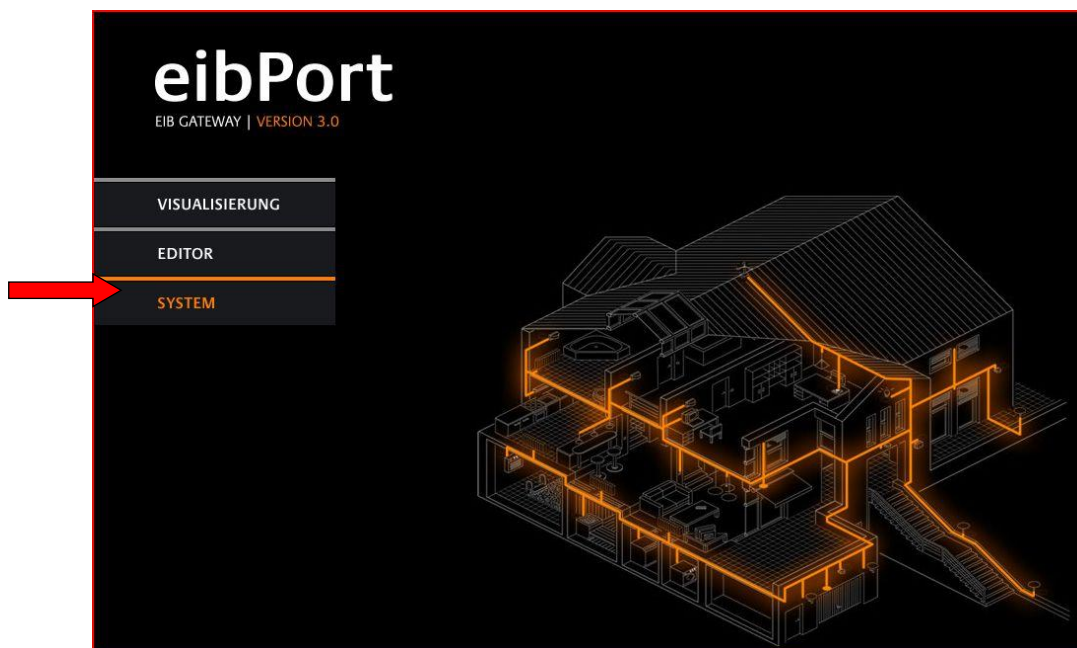 eibPort
EIB GATEWAY | VERSION 3.0
VISUALISIERUNG
EDITOR
SYSTEM